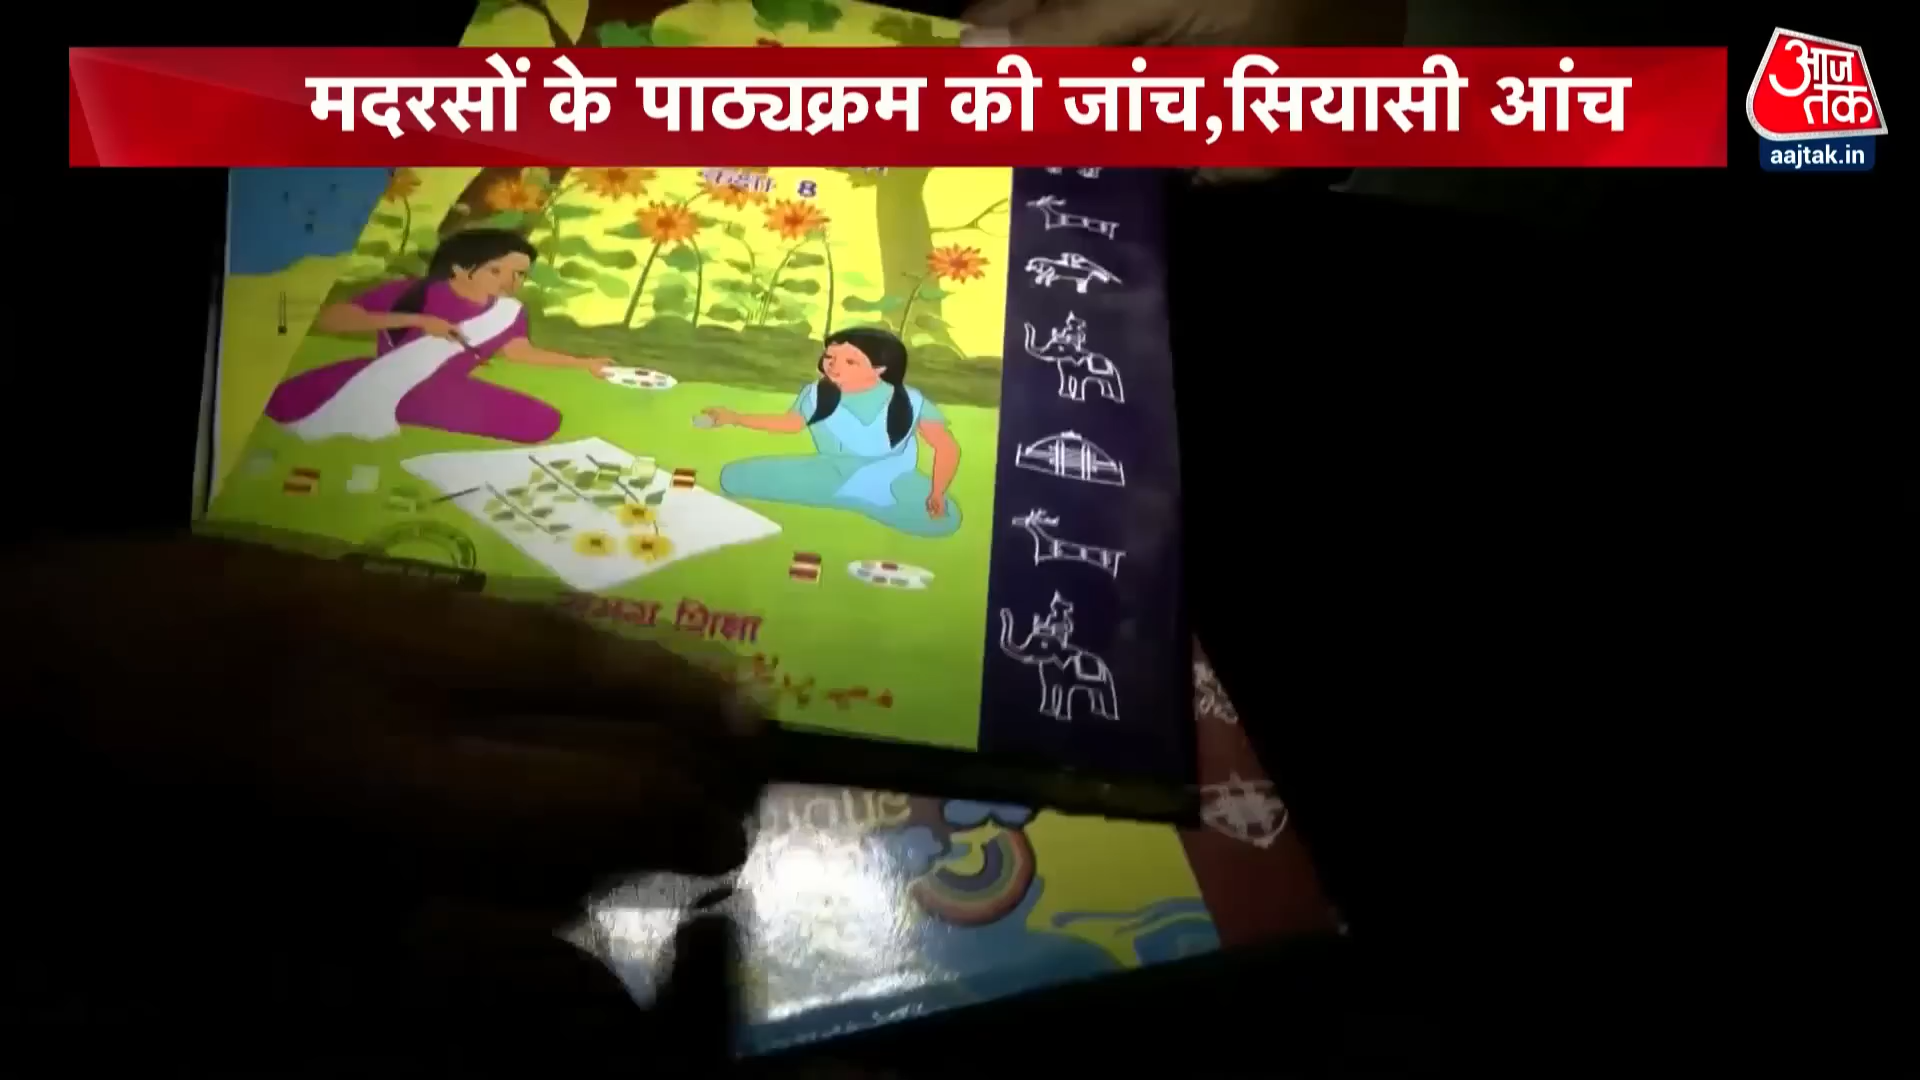 मदरसों के पाठ्यक्रम की जांच,सियासी आंच
आज
तक
aajtak.in
कक्षा 8
शिक्षा